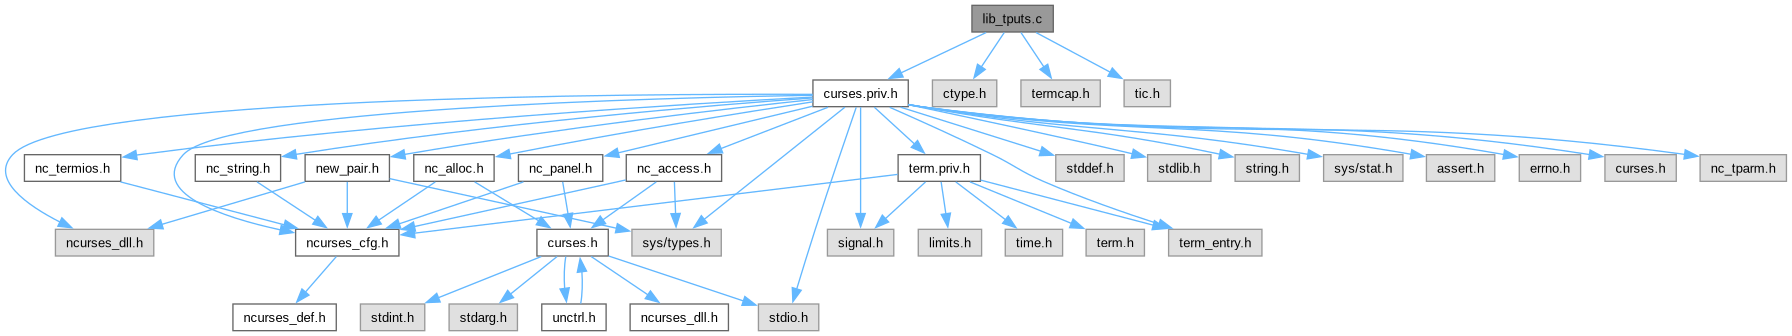 lib_tputs.c
curses.priv.h
ctype.h
termcap.h
tic.h
nc_termios.h
nc_string.h
new_pair.h
nc_alloc.h
nc_panel.h
nc_access.h
term.priv.h
stddef.h
stdlib.h
string.h
sys/stat.h
assert.h
errno.h
curses.h
nc_tparm.h
ncurses_dll.h
ncurses_cfg.h
curses.h
sys/types.h
signal.h
limits.h
time.h
term.h
term_entry.h
ncurses_def.h
stdint.h
stdarg.h
unctrl.h
ncurses_dll.h
stdio.h